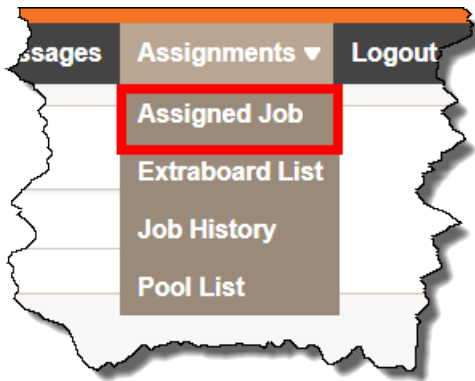 ssages Assignments ▼ Logout
Assigned Job
Extraboard List
Job History
Pool List